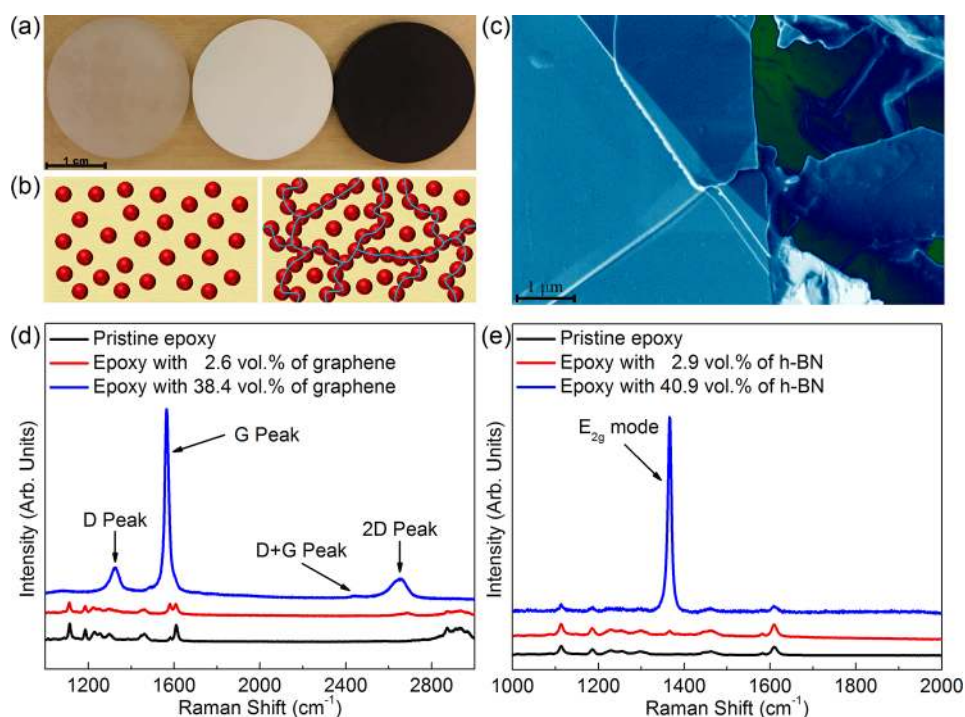 (a)
1 cm
(b)
(c)
1 μm
(d)
Pristine epoxy
Epoxy with 2.6 vol.% of graphene
Epoxy with 38.4 vol.% of graphene
G Peak
D Peak
D+G Peak
2D Peak
Intensity (Arb. Units)
1000 1600 2000 2400 2800
Raman Shift (cm⁻¹)
(e)
Pristine epoxy
Epoxy with 2.9 vol.% of h-BN
Epoxy with 40.9 vol.% of h-BN
E₂g mode
Intensity (Arb. Units)
1000 1200 1400 1600 1800 2000
Raman Shift (cm⁻¹)